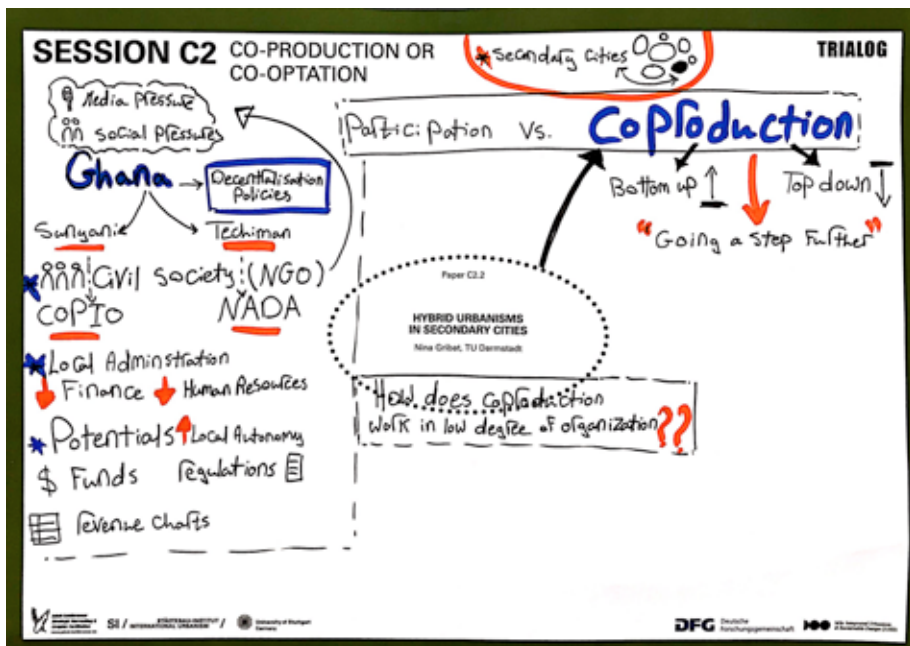 SESSION C2 CO-PRODUCTION OR
CO-OPTATION
* Secondary Cities
TRIALOG
Media pressure
social pressures
Participation Vs. Coproduction
Bottom up
Top down
"Going a step Further"
Ghana
Decentralisation
Policies
Sunyani
Techiman
Civil society (NGO)
COPIO
NADA
Local Adminstration
Finance
Human Resources
Potentials
Local Autonomy
$ Funds
regulations
revenue charts
Paper C2.2
HYBRID URBANISMS
IN SECONDARY CITIES
Nina Gribat, TU Darmstadt
How does coproduction
work in low degree of organization??
SI / STÄDTEBAU-INSTITUT /
INTERNATIONAL URBANISM
University of Stuttgart
Germany
DFG Deutsche
Forschungsgemeinschaft